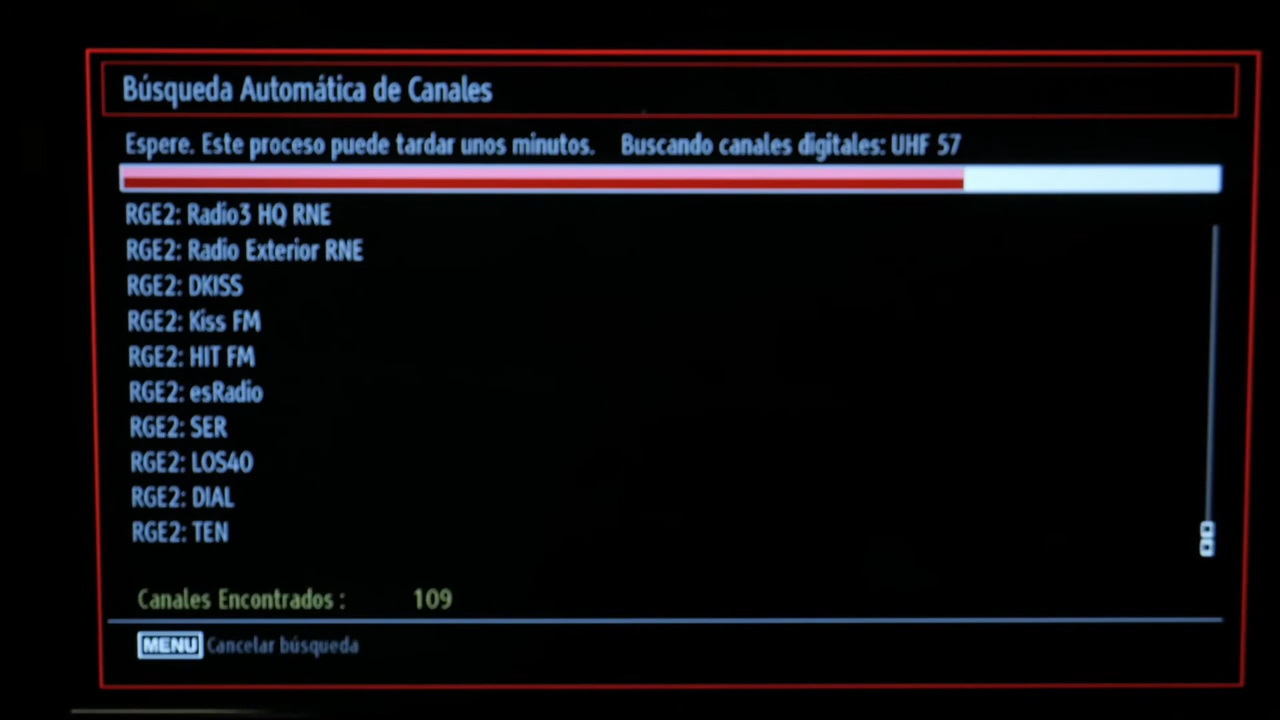 Búsqueda Automática de Canales
Espere. Este proceso puede tardar unos minutos. Buscando canales digitales: UHF 57
RGE2: Radio3 HQ RNE
RGE2: Radio Exterior RNE
RGE2: DKISS
RGE2: Kiss FM
RGE2: HIT FM
RGE2: esRadio
RGE2: SER
RGE2: LOS40
RGE2: DIAL
RGE2: TEN
Canales Encontrados : 109
MENU Cancelar búsqueda